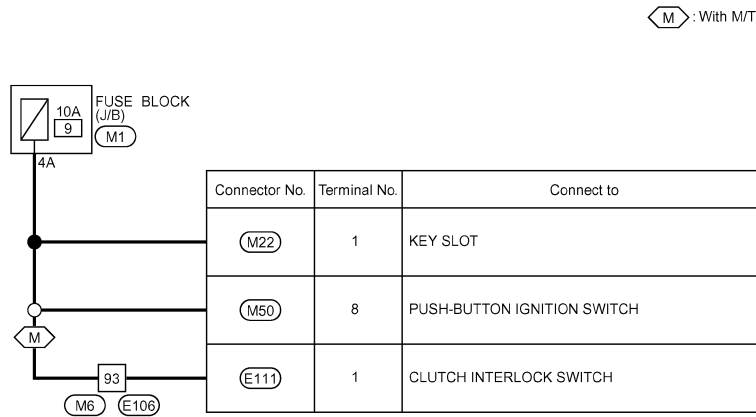 M : With M/T
FUSE BLOCK
(J/B)
10A
9
M1
4A
Connector No. Terminal No. Connect to
M22 1 KEY SLOT
M50 8 PUSH-BUTTON IGNITION SWITCH
M
E111 1 CLUTCH INTERLOCK SWITCH
93
M6 E106